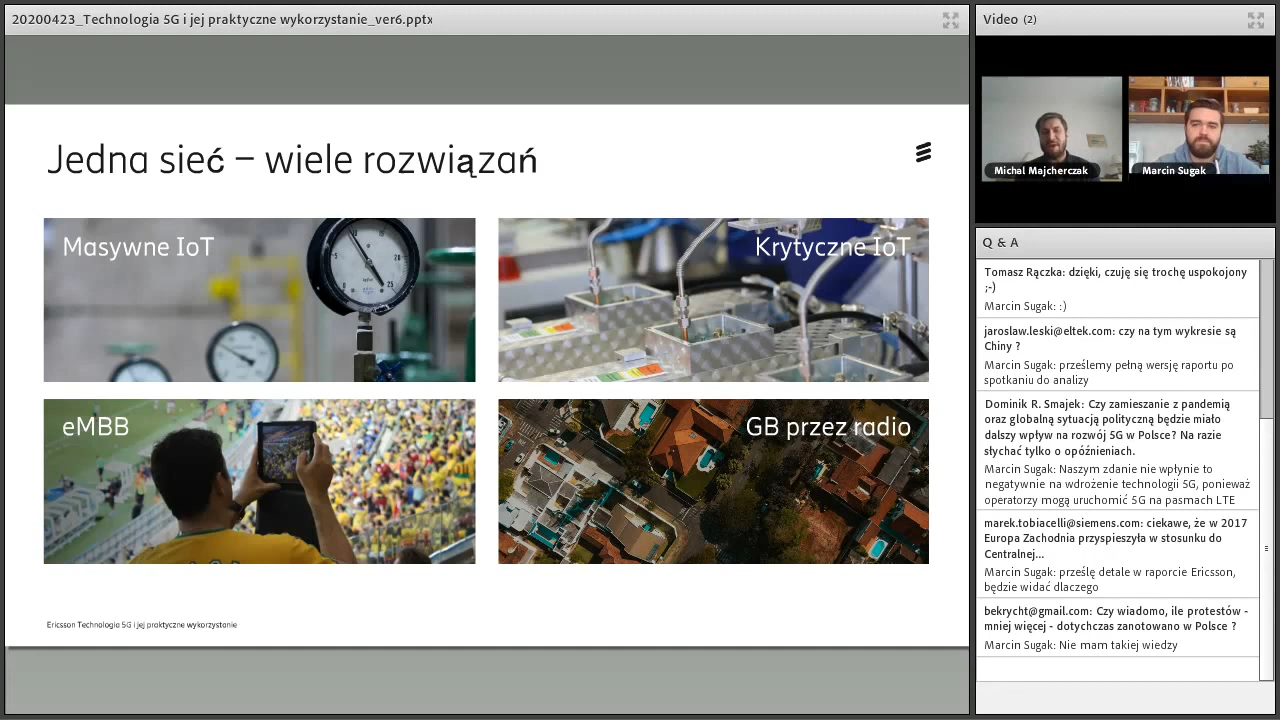 20200423_Technologia 5G i jej praktyczne wykorzystanie_ver6.pptx
Jedna sieć – wiele rozwiązań
Masywne IoT
Krytyczne IoT
eMBB
GB przez radio
Ericsson Technologia 5G i jej praktyczne wykorzystanie
Video (2)
Michal Majcherczak
Marcin Sugak
Q & A
Tomasz Rączka: dzięki, czuję się trochę uspokojony
;-)
Marcin Sugak: :)
jaroslaw.leski@eltek.com: czy na tym wykresie są
Chiny ?
Marcin Sugak: prześlemy pełną wersję raportu po
spotkaniu do analizy
Dominik R. Smajek: Czy zamieszanie z pandemią
oraz globalną sytuacją polityczną będzie miało
dalszy wpływ na rozwój 5G w Polsce? Na razie
słychać tylko o opóźnieniach.
Marcin Sugak: Naszym zdanie nie wpłynie to
negatywnie na wdrożenie technologii 5G, ponieważ
operatorzy mogą uruchomić 5G na pasmach LTE
marek.tobiacelli@siemens.com: ciekawe, że w 2017
Europa Zachodnia przyspieszyła w stosunku do
Centralnej...
Marcin Sugak: prześlę detale w raporcie Ericsson,
będzie widać dlaczego
bekrycht@gmail.com: Czy wiadomo, ile protestów -
mniej więcej - dotychczas zanotowano w Polsce ?
Marcin Sugak: Nie mam takiej wiedzy